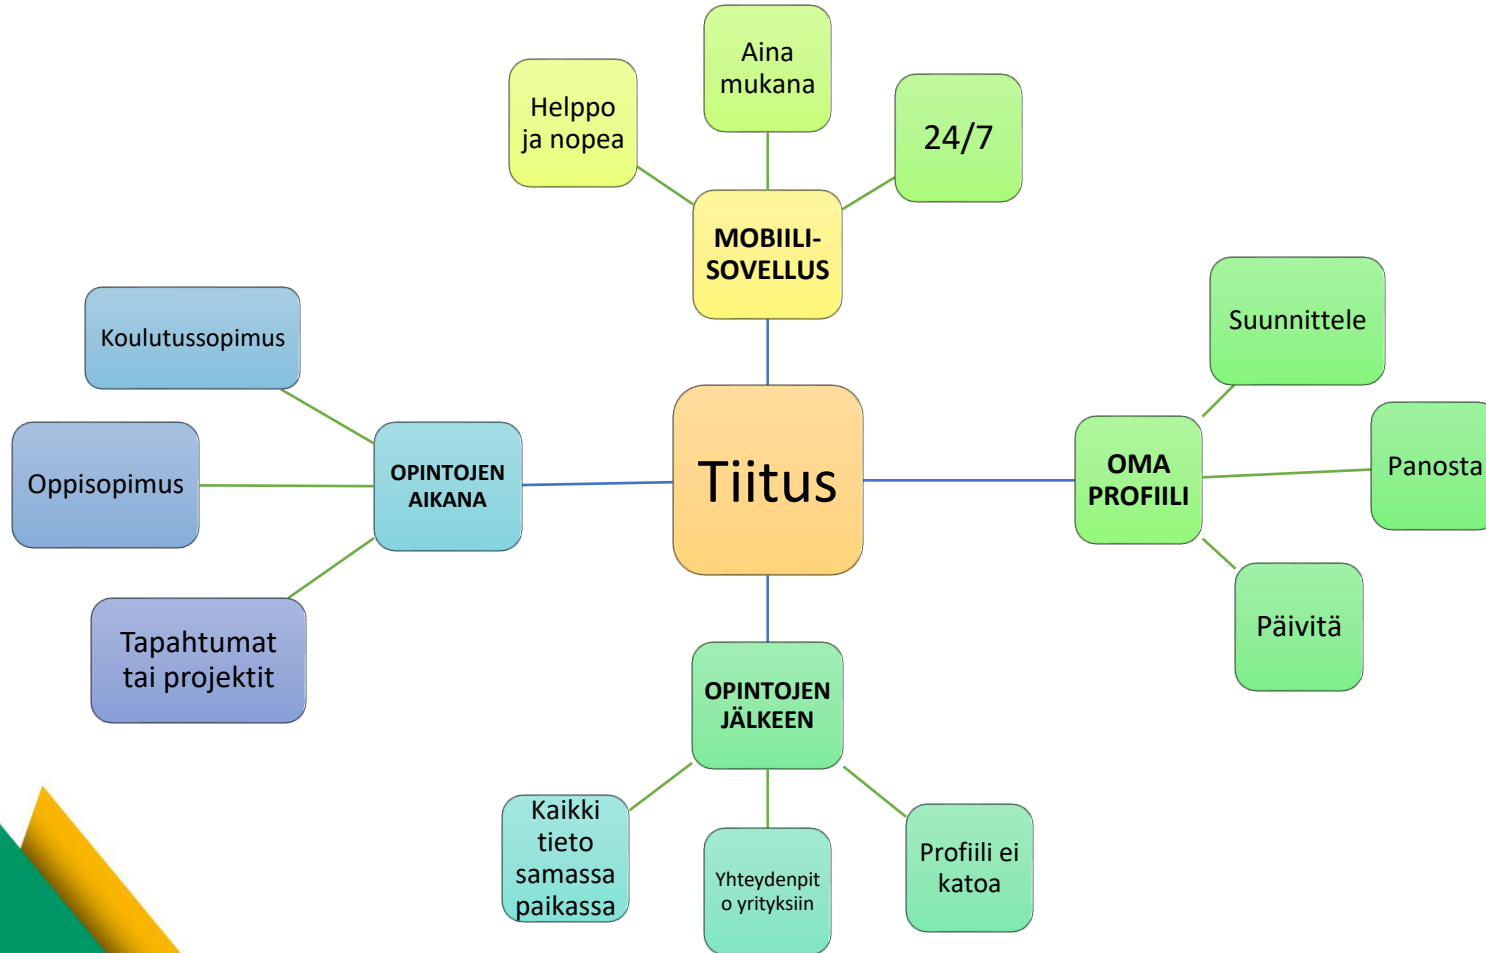 Aina
mukana
Helppo
ja nopea
24/7
MOBIILI-
SOVELLUS
Koulutussopimus
Suunnittele
Oppisopimus
OPINTOJEN
AIKANA
Tiitus
OMA
PROFIILI
Panosta
Tapahtumat
tai projektit
Päivitä
OPINTOJEN
JÄLKEEN
Kaikki
tieto
samassa
paikassa
Yhteydenpit
o yrityksiin
Profiili ei
katoa